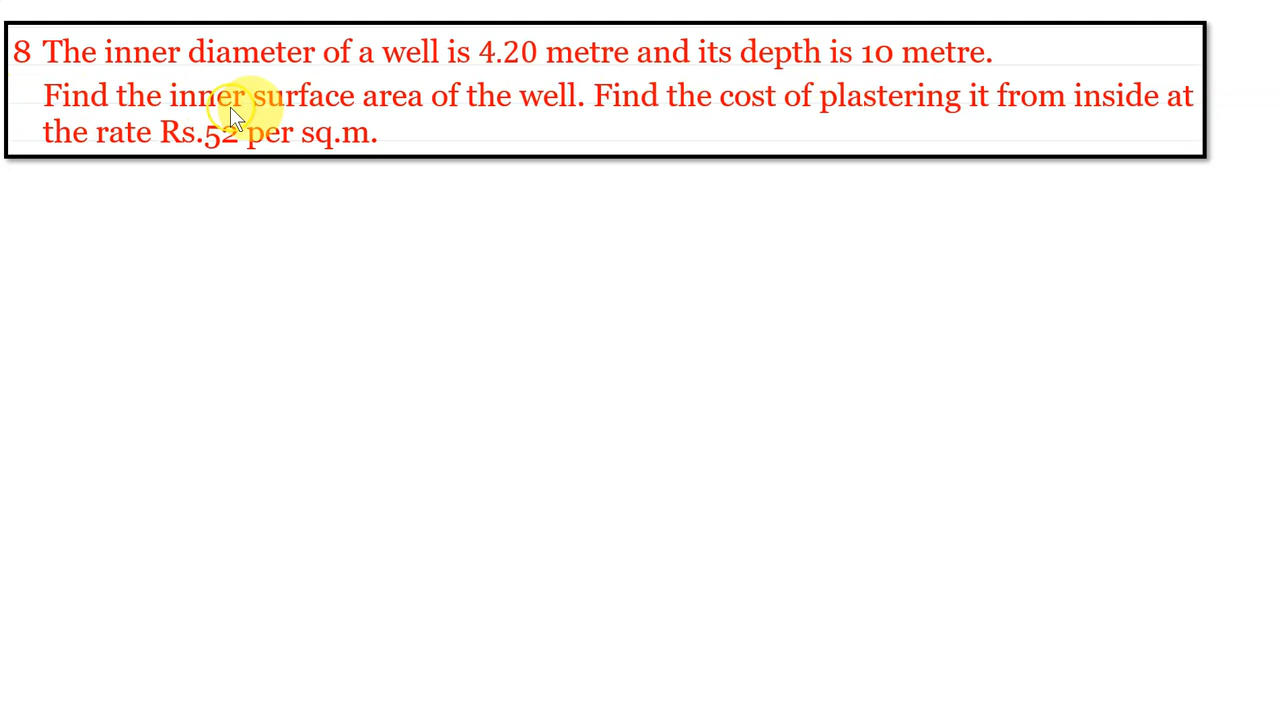 8 The inner diameter of a well is 4.20 metre and its depth is 10 metre.
Find the inner surface area of the well. Find the cost of plastering it from inside at
the rate Rs.52 per sq.m.